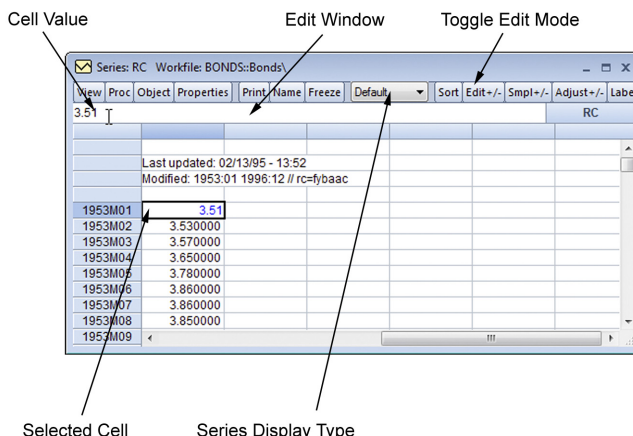 Cell Value Edit Window Toggle Edit Mode
Series: RC Workfile: BONDS::Bonds\
View Proc Object Properties Print Name Freeze Default Sort Edit+/- Smpl+/- Adjust+/- Labe
3.51 RC
Last updated: 02/13/95 - 13:52
Modified: 1953:01 1996:12 // rc=fybaac
1953M01 3.51
1953M02 3.530000
1953M03 3.570000
1953M04 3.650000
1953M05 3.780000
1953M06 3.860000
1953M07 3.860000
1953M08 3.850000
1953M09
Selected Cell Series Display Type